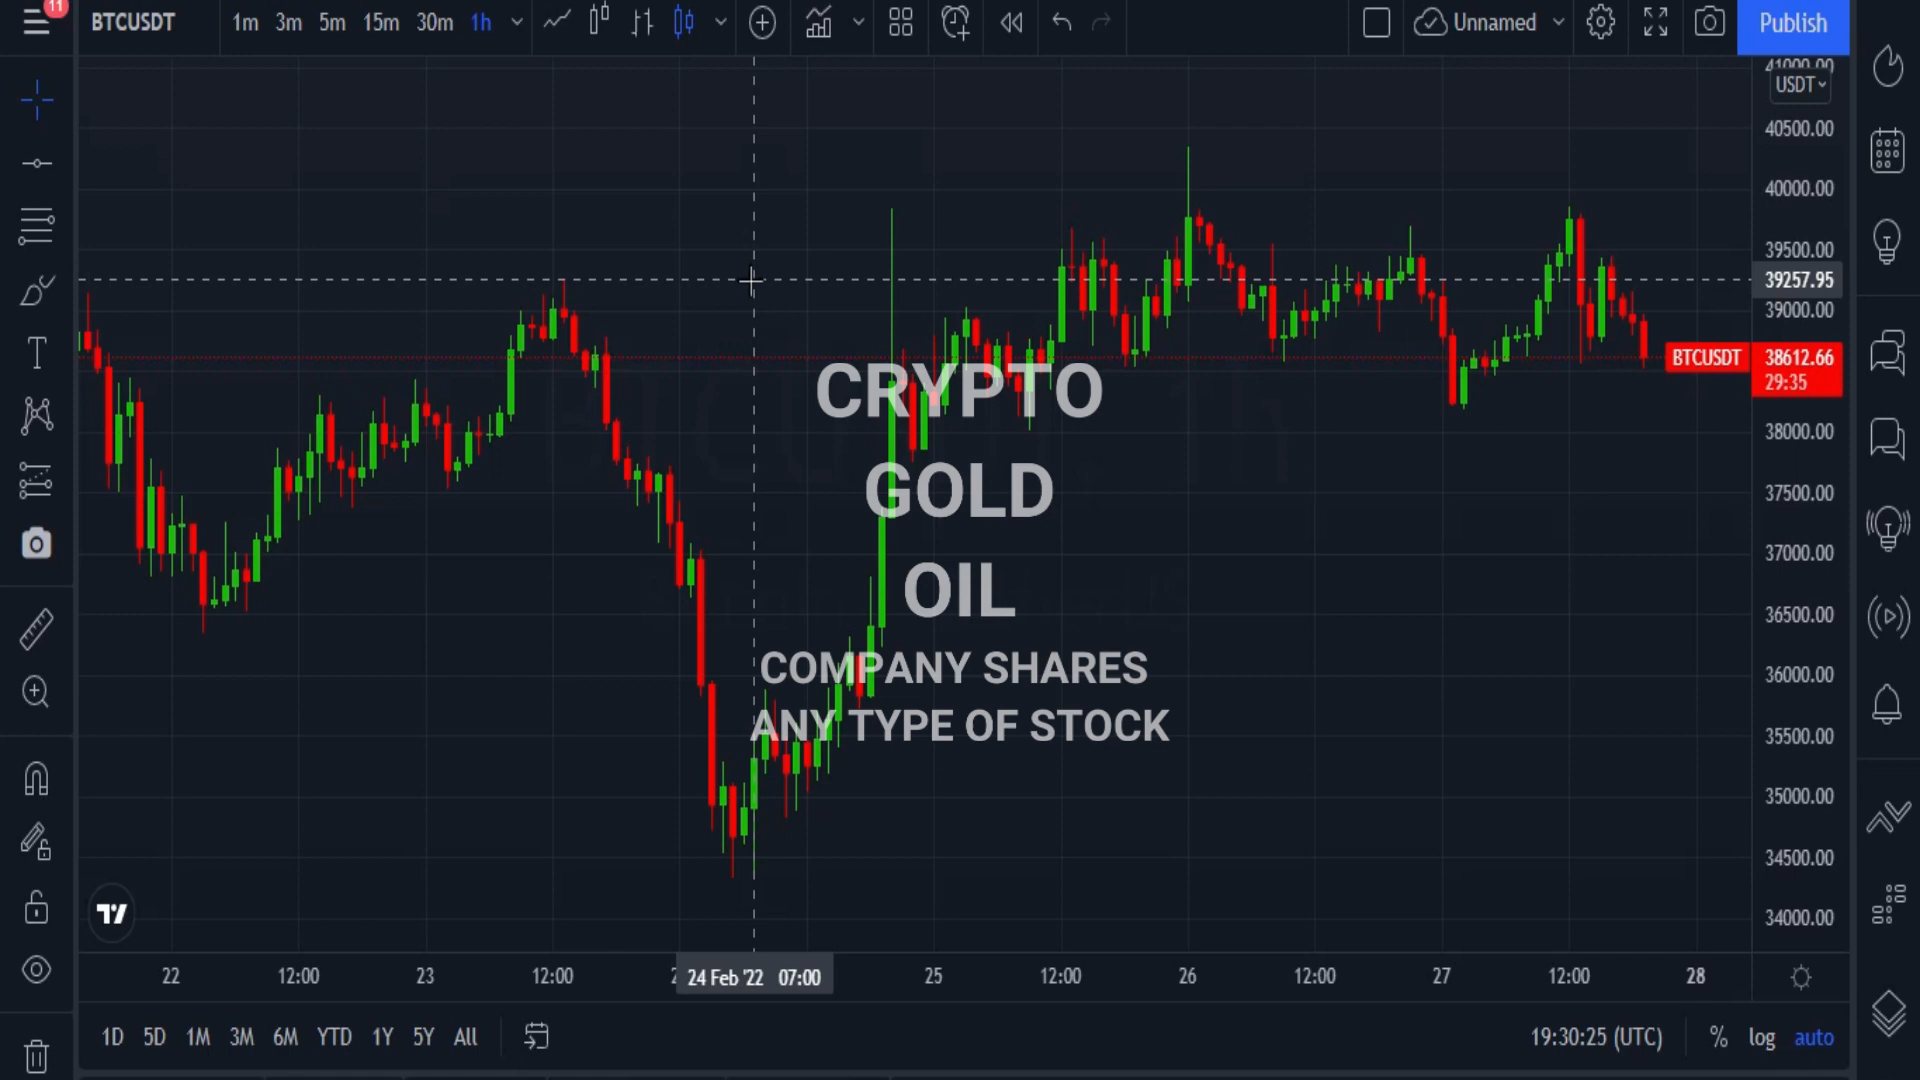 11
BTCUSDT 1m 3m 5m 15m 30m 1h Unnamed Publish
41000.00
USDT
40500.00
40000.00
39500.00
39257.95
39000.00
BTCUSDT 38612.66
29:35
CRYPTO
38000.00
GOLD
37500.00
37000.00
OIL
36500.00
COMPANY SHARES
36000.00
ANY TYPE OF STOCK
35500.00
35000.00
34500.00
34000.00
22 12:00 23 12:00 24 Feb '22 07:00 25 12:00 26 12:00 27 12:00 28
1D 5D 1M 3M 6M YTD 1Y 5Y All 19:30:25 (UTC) % log auto